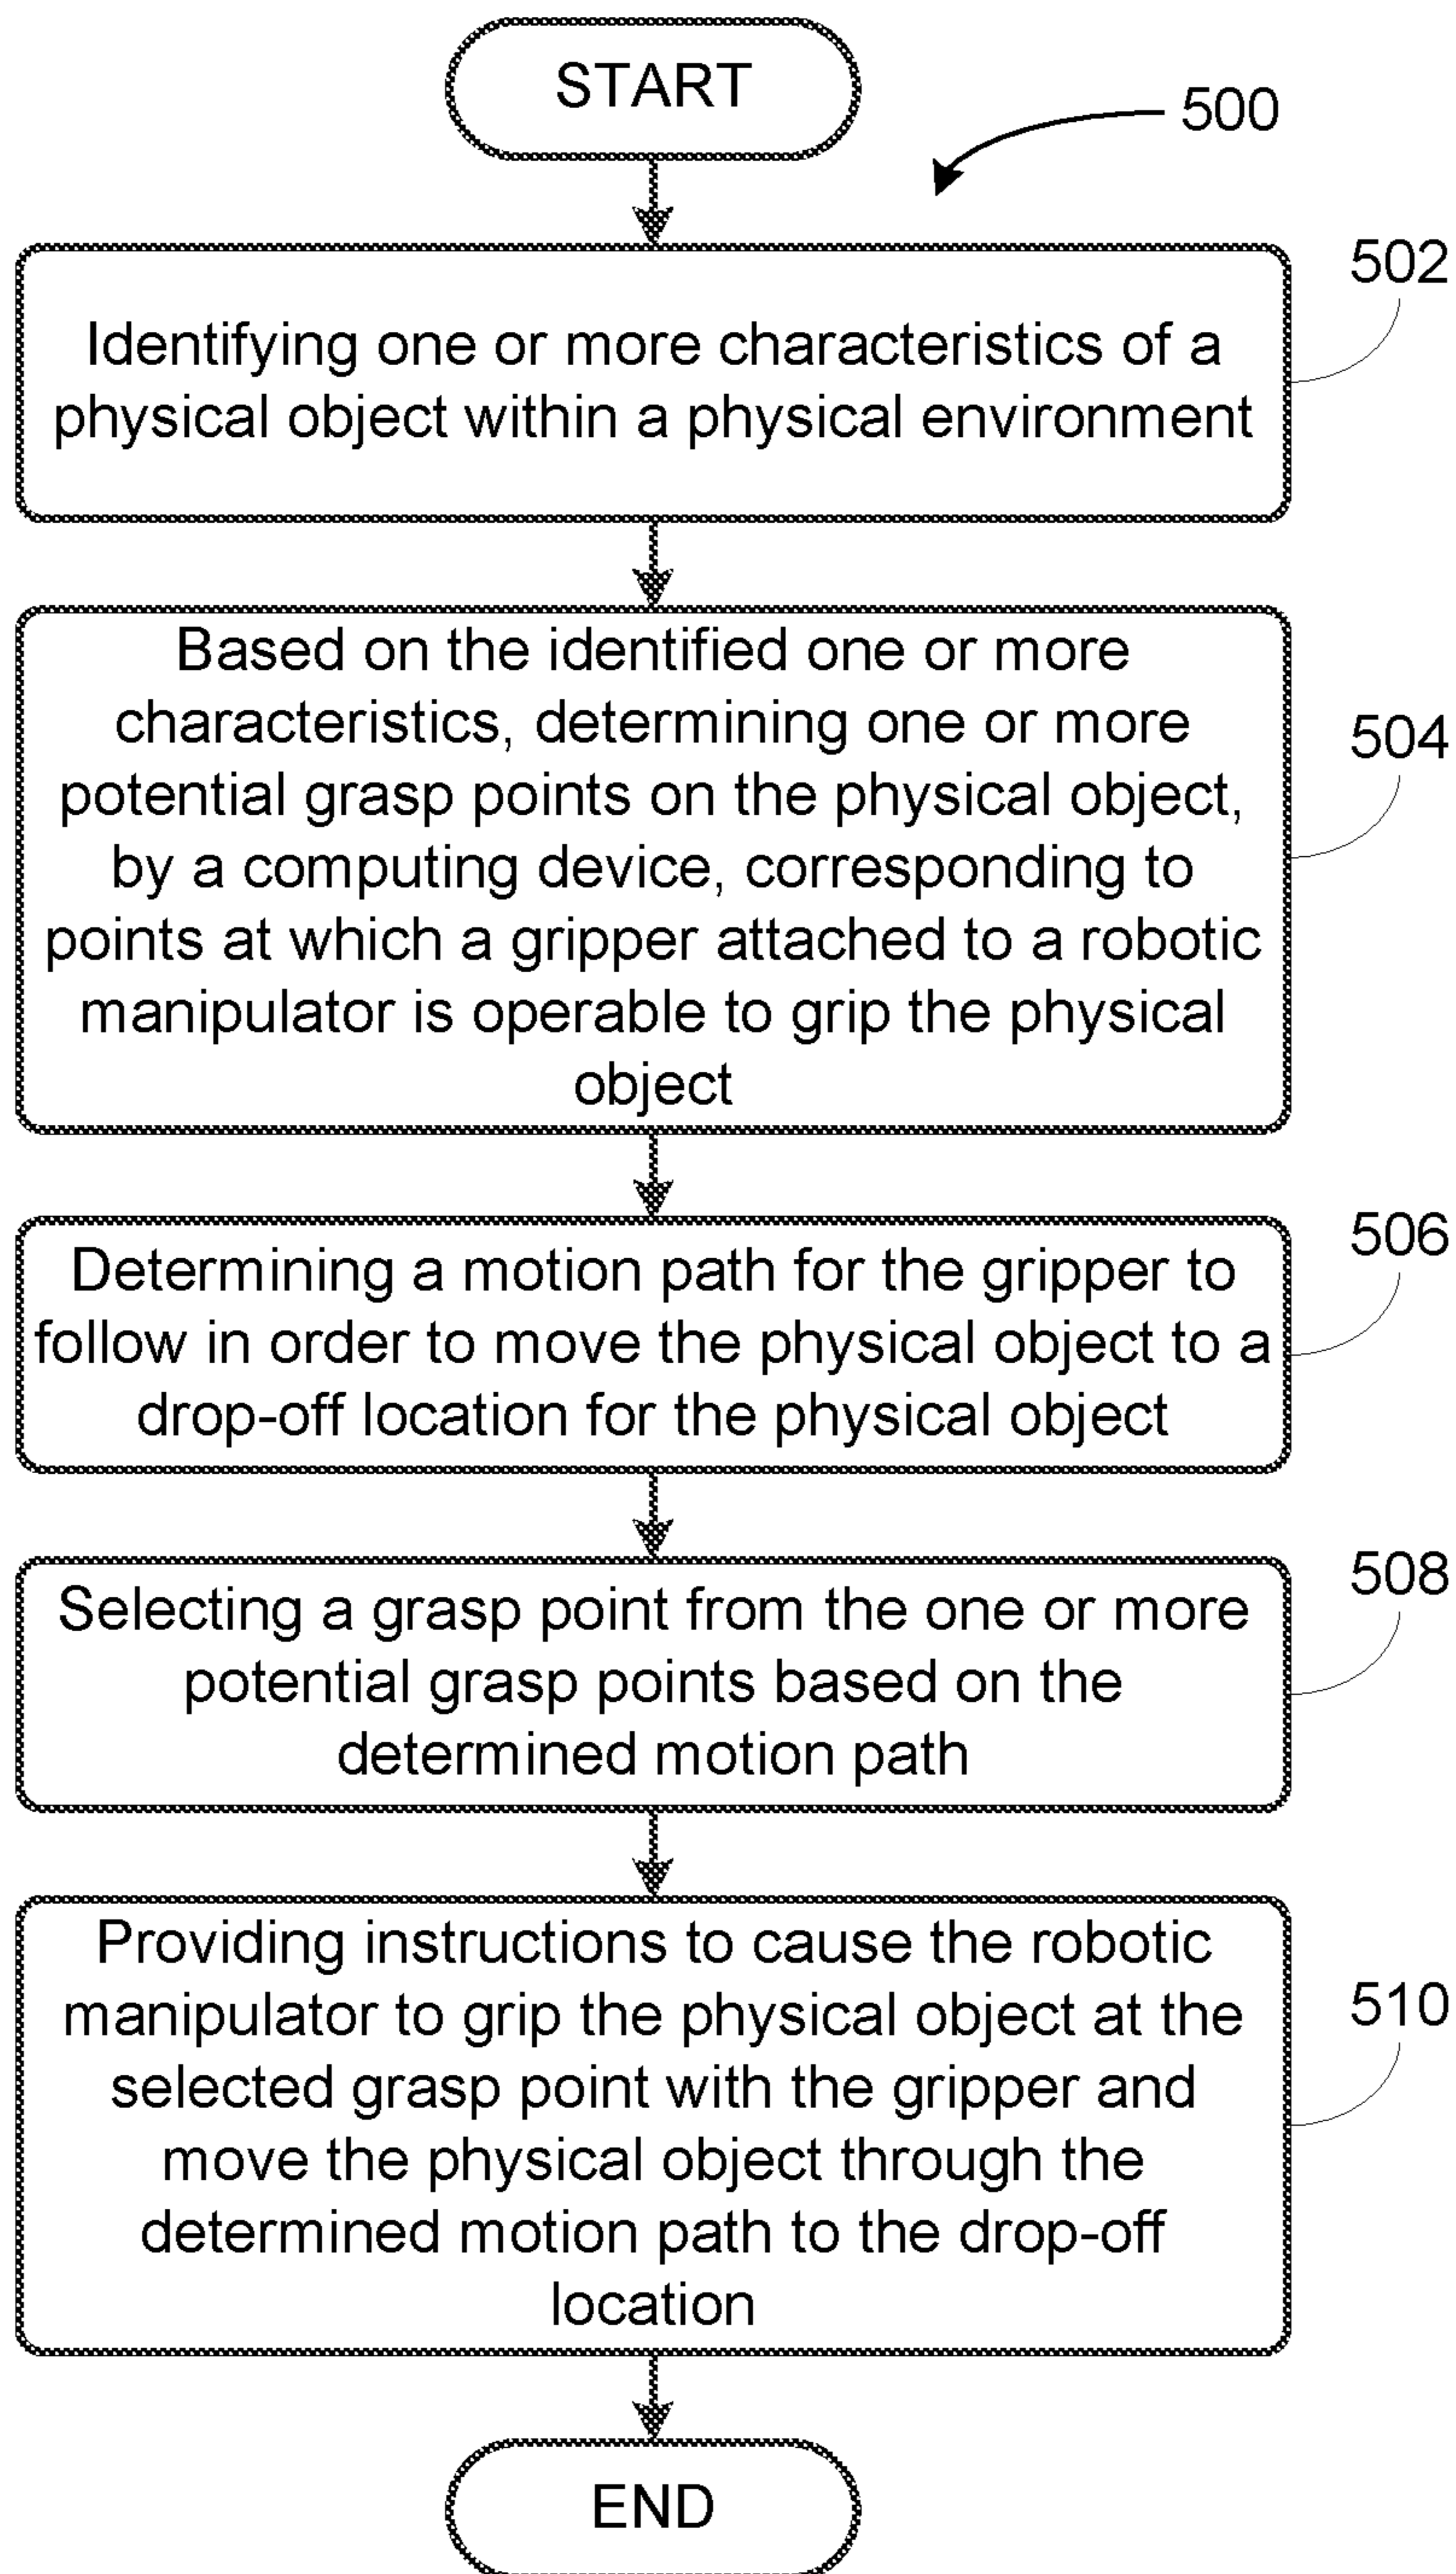 START
500
502
Identifying one or more characteristics of a
physical object within a physical environment
504
Based on the identified one or more
characteristics, determining one or more
potential grasp points on the physical object,
by a computing device, corresponding to
points at which a gripper attached to a robotic
manipulator is operable to grip the physical
object
506
Determining a motion path for the gripper to
follow in order to move the physical object to a
drop-off location for the physical object
508
Selecting a grasp point from the one or more
potential grasp points based on the
determined motion path
510
Providing instructions to cause the robotic
manipulator to grip the physical object at the
selected grasp point with the gripper and
move the physical object through the
determined motion path to the drop-off
location
END